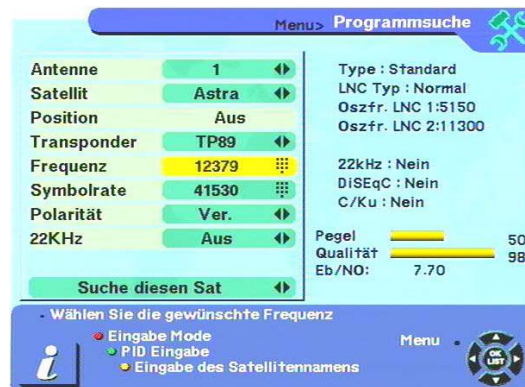 Menu> Programmsuche
Antenne 1
Satellit Astra
Position Aus
Transponder TP89
Frequenz 12379
Symbolrate 41530
Polarität Ver.
22KHz Aus
Suche diesen Sat
Type : Standard
LNC Typ : Normal
Oszfr. LNC 1:5150
Oszfr. LNC 2:11300
22kHz : Nein
DiSEqC : Nein
C/Ku : Nein
Pegel 50
Qualität 98
Eb/NO: 7.70
Wählen Sie die gewünschte Frequenz
Eingabe Mode
PID Eingabe
Eingabe des Satellitennamens
Menu
OK
LIST
i